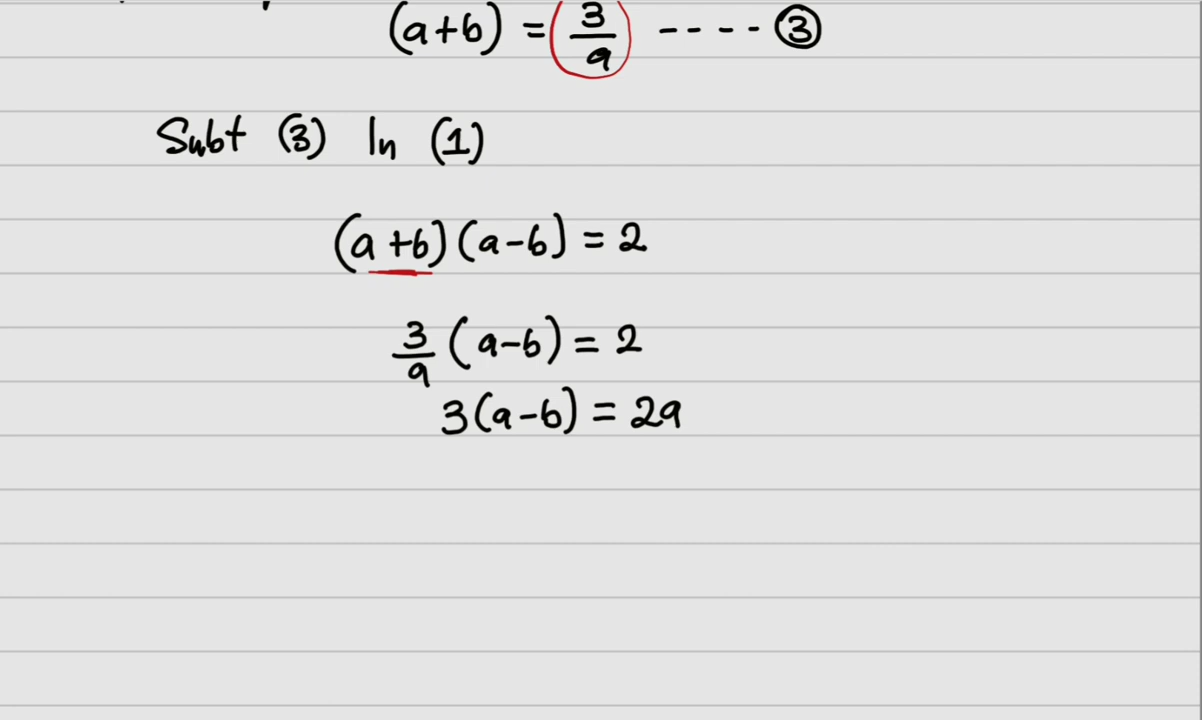 (a+b) = 3/a ----- ③
Subt (3) In (1)
(a+b)(a-b) = 2
3/a (a-b) = 2
3(a-b) = 2a